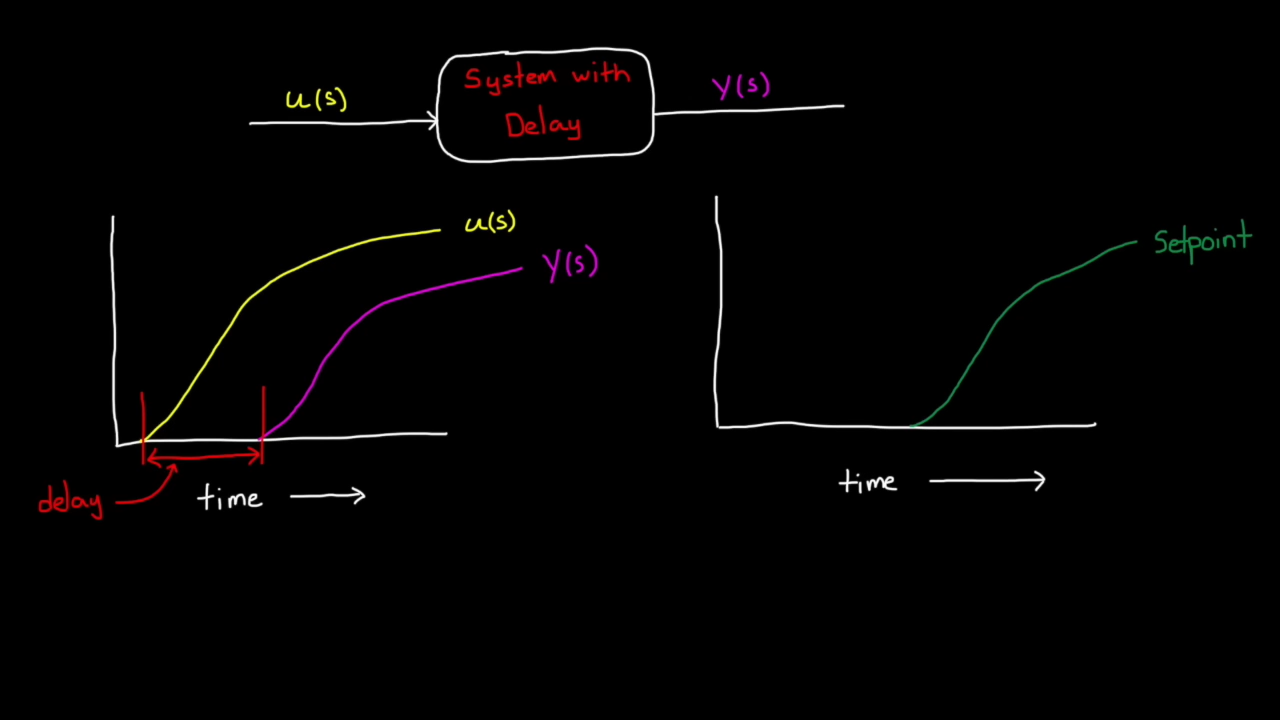 u(s)
System with
Delay
Y(s)
u(s)
Y(s)
delay
time
Setpoint
time